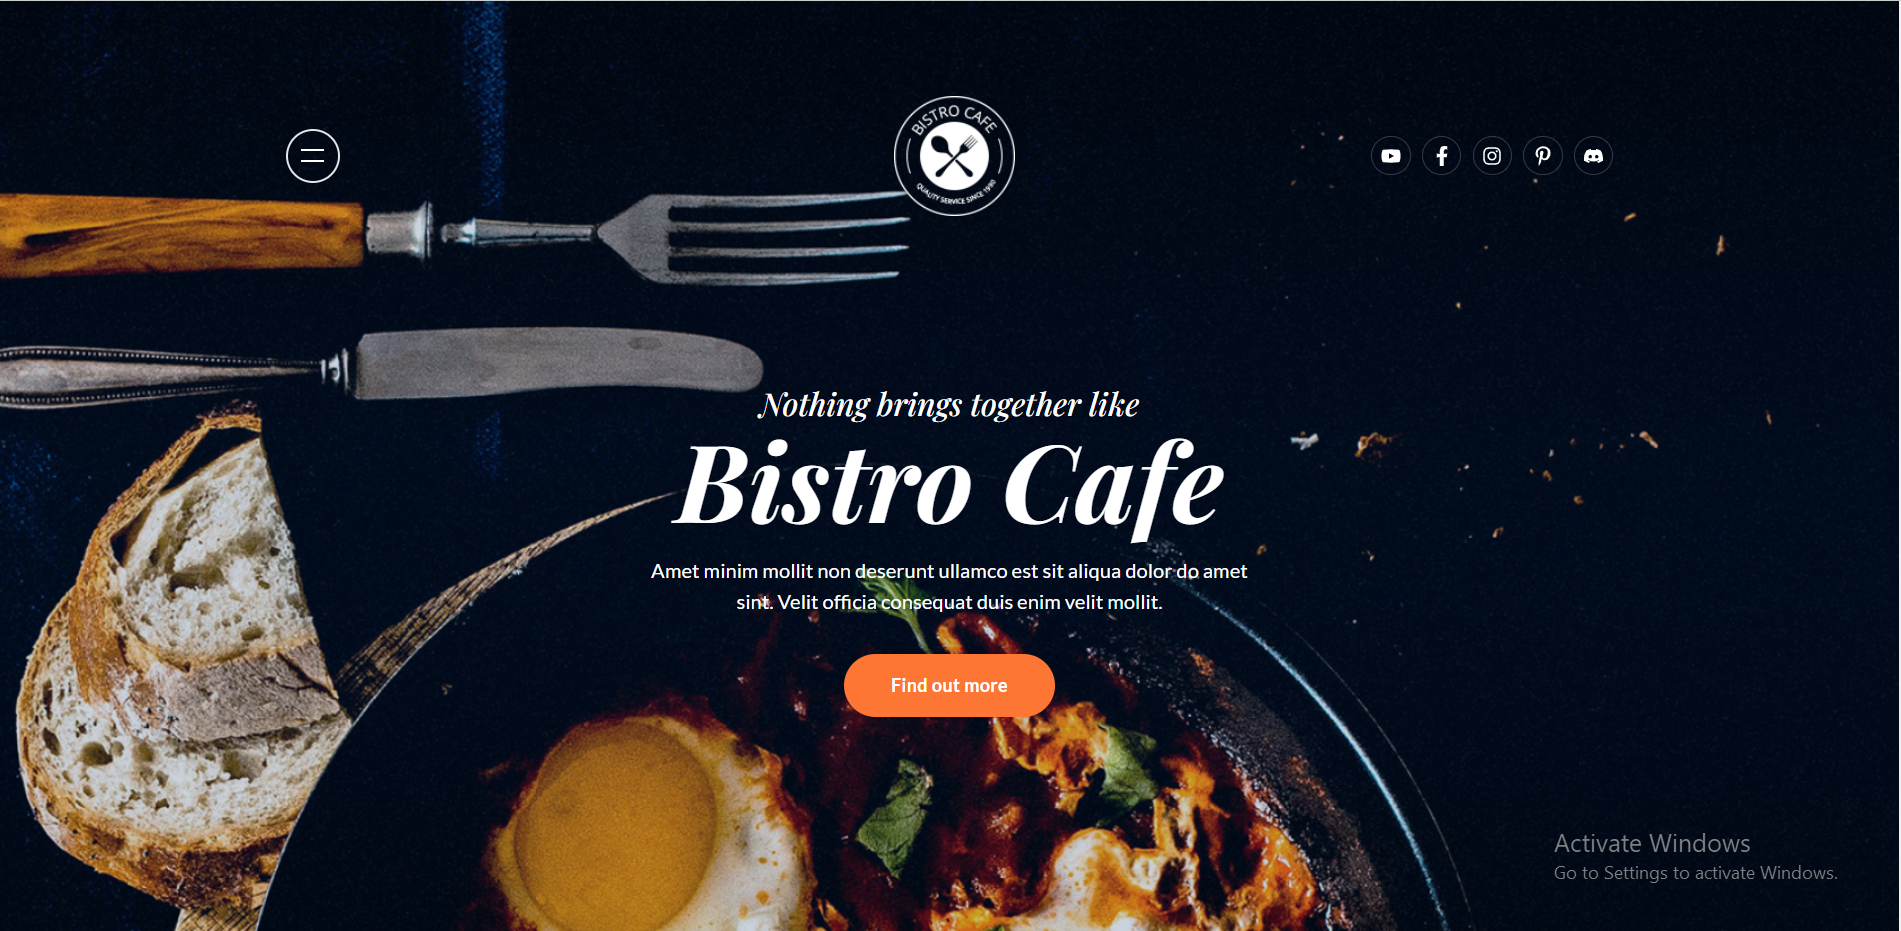 BISTRO CAFE
QUALITY SERVICE SINCE 1990
Nothing brings together like
Bistro Cafe
Amet minim mollit non deserunt ullamco est sit aliqua dolor do amet
sint. Velit officia consequat duis enim velit mollit.
Find out more
Activate Windows
Go to Settings to activate Windows.